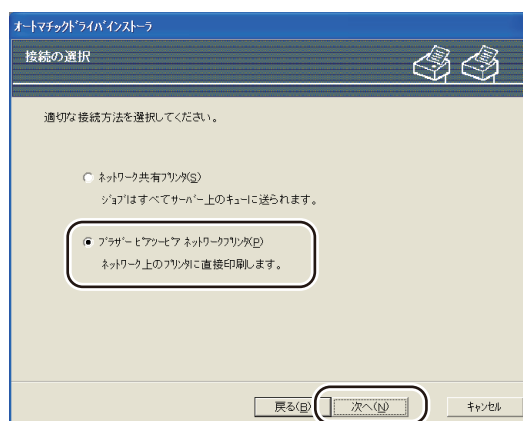 オートマチックドライバインストーラ
接続の選択
適切な接続方法を選択してください。
ネットワーク共有プリンタ(S)
ジョブはすべてサーバー上のキューに送られます。
ブラザー ピアツーピア ネットワークプリンタ(P)
ネットワーク上のプリンタに直接印刷します。
戻る(B) 次へ(N) キャンセル